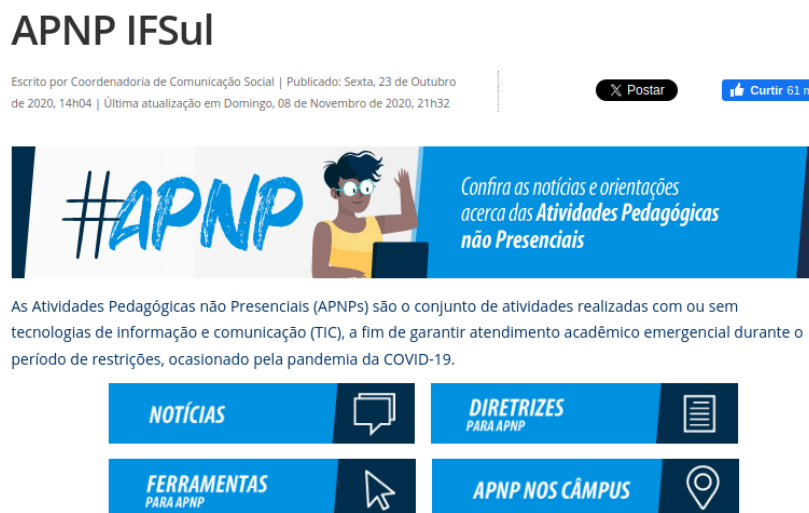 APNP IFSul
Escrito por Coordenadoria de Comunicação Social | Publicado: Sexta, 23 de Outubro
de 2020, 14h04 | Última atualização em Domingo, 08 de Novembro de 2020, 21h32
X Postar
Curtir 61 m
#APNP
Confira as notícias e orientações
acerca das Atividades Pedagógicas
não Presenciais
As Atividades Pedagógicas não Presenciais (APNPs) são o conjunto de atividades realizadas com ou sem
tecnologias de informação e comunicação (TIC), a fim de garantir atendimento acadêmico emergencial durante o
período de restrições, ocasionado pela pandemia da COVID-19.
NOTÍCIAS
DIRETRIZES
PARA APNP
FERRAMENTAS
PARA APNP
APNP NOS CÂMPUS